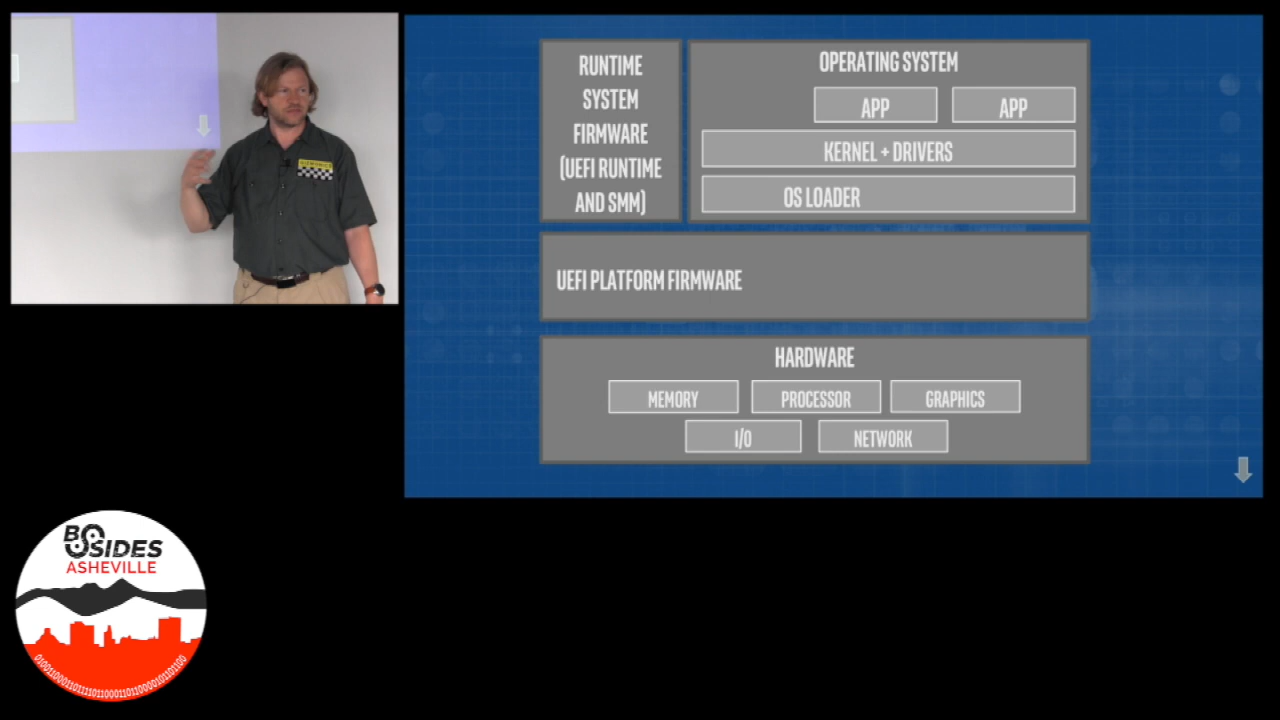 RUNTIME
SYSTEM
FIRMWARE
(UEFI RUNTIME
AND SMM)
OPERATING SYSTEM
APP
APP
KERNEL + DRIVERS
OS LOADER
UEFI PLATFORM FIRMWARE
HARDWARE
MEMORY
PROCESSOR
GRAPHICS
I/O
NETWORK
BSIDES
ASHEVILLE